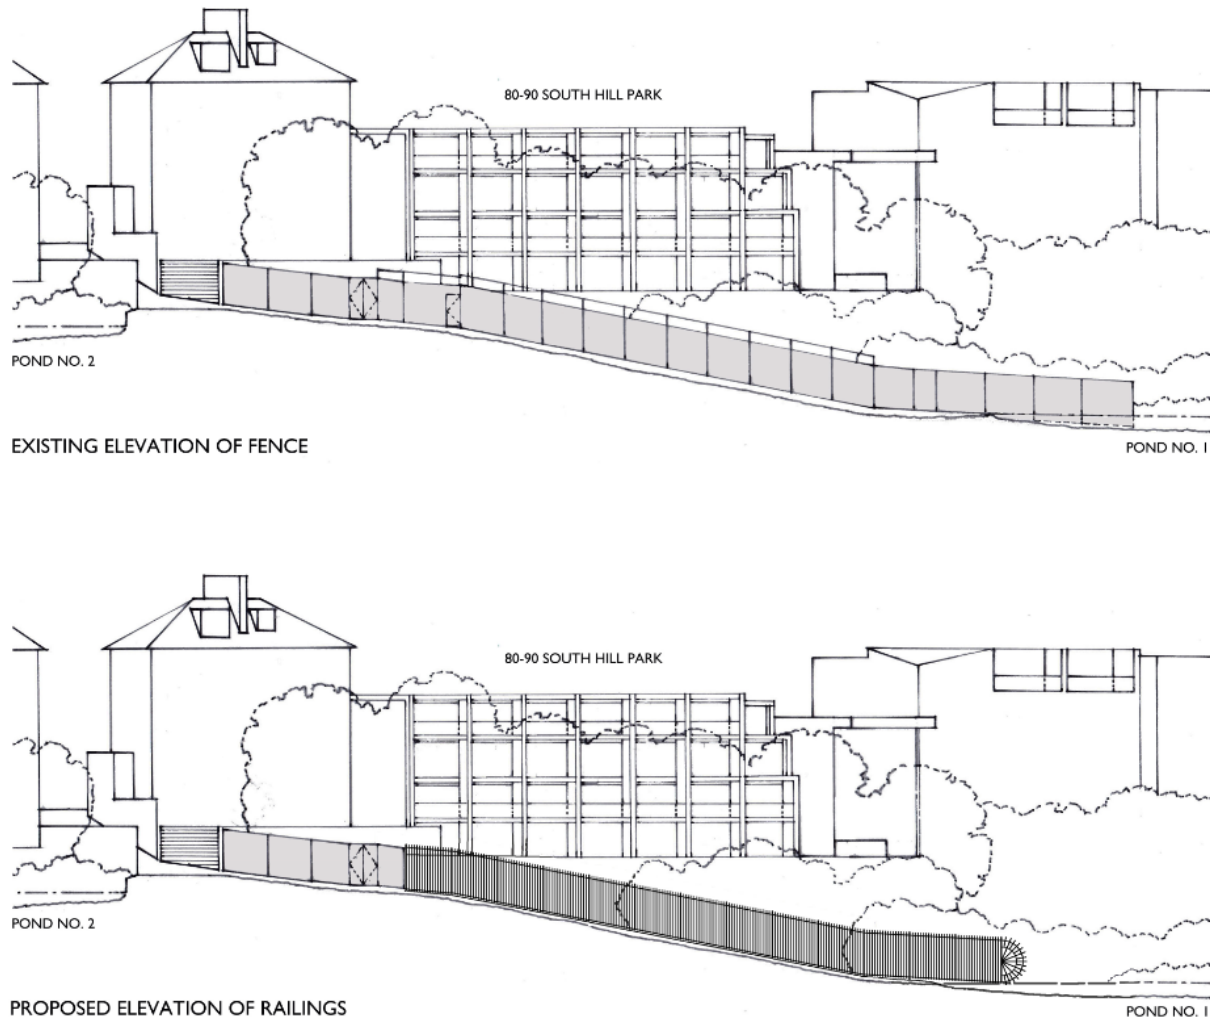 80-90 SOUTH HILL PARK
POND NO. 2
EXISTING ELEVATION OF FENCE
POND NO. 1
80-90 SOUTH HILL PARK
POND NO. 2
PROPOSED ELEVATION OF RAILINGS
POND NO. 1